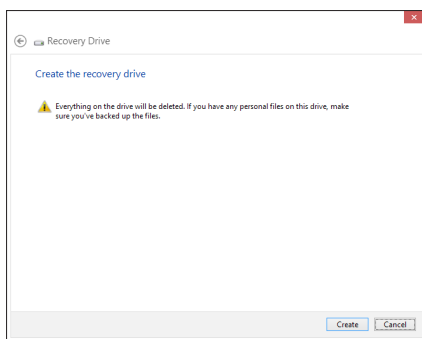 Recovery Drive
Create the recovery drive
Everything on the drive will be deleted. If you have any personal files on this drive, make
sure you've backed up the files.
Create Cancel